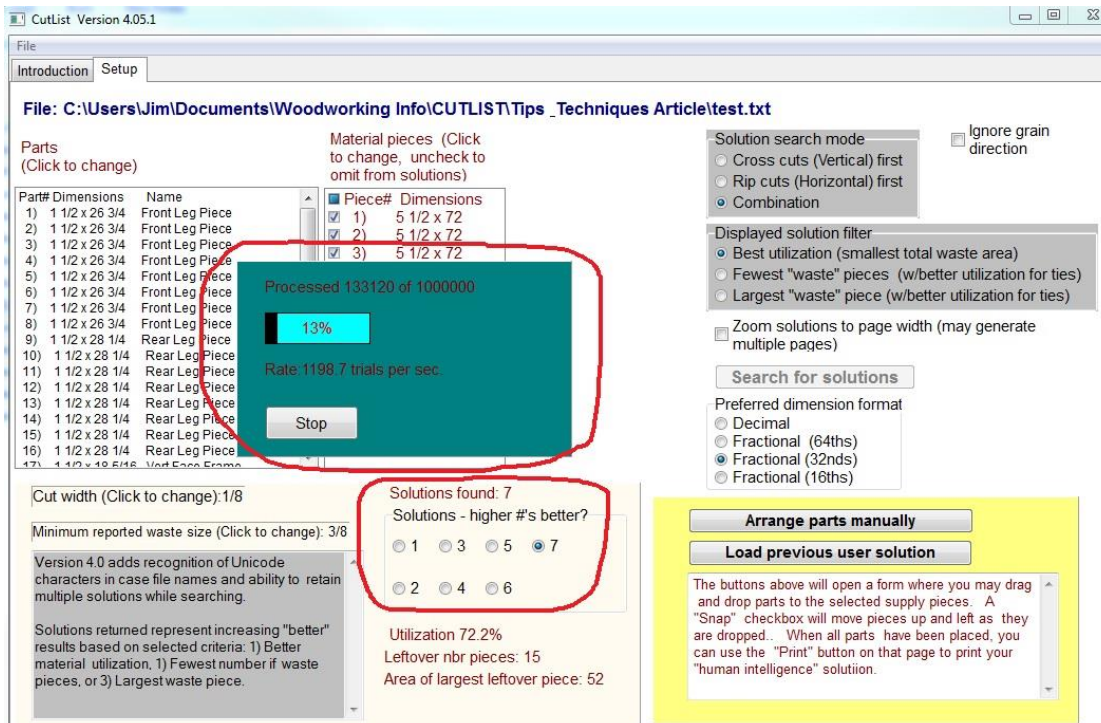 CutList Version 4.05.1
File
Introduction Setup
File: C:\Users\Jim\Documents\Woodworking Info\CUTLIST\Tips _Techniques Article\test.txt
Parts
(Click to change)
Part# Dimensions Name
1) 1 1/2 x 26 3/4 Front Leg Piece
2) 1 1/2 x 26 3/4 Front Leg Piece
3) 1 1/2 x 26 3/4 Front Leg Piece
4) 1 1/2 x 26 3/4 Front Leg Piece
5) 1 1/2 x 26 3/4 Front Leg Piece
6) 1 1/2 x 26 3/4 Front Leg Piece
7) 1 1/2 x 26 3/4 Front Leg Piece
8) 1 1/2 x 26 3/4 Front Leg Piece
9) 1 1/2 x 28 1/4 Rear Leg Piece
10) 1 1/2 x 28 1/4 Rear Leg Piece
11) 1 1/2 x 28 1/4 Rear Leg Piece
12) 1 1/2 x 28 1/4 Rear Leg Piece
13) 1 1/2 x 28 1/4 Rear Leg Piece
14) 1 1/2 x 28 1/4 Rear Leg Piece
15) 1 1/2 x 28 1/4 Rear Leg Piece
16) 1 1/2 x 28 1/4 Rear Leg Piece
17) 1 1/2 x 18 5/16 Vert Face Frame
Material pieces (Click
to change, uncheck to
omit from solutions)
Piece# Dimensions
1) 5 1/2 x 72
2) 5 1/2 x 72
3) 5 1/2 x 72
Processed 133120 of 1000000
13%
Rate:1198.7 trials per sec.
Stop
Solution search mode
Cross cuts (Vertical) first
Rip cuts (Horizontal) first
Combination
Ignore grain
direction
Displayed solution filter
Best utilization (smallest total waste area)
Fewest "waste" pieces (w/better utilization for ties)
Largest "waste" piece (w/better utilization for ties)
Zoom solutions to page width (may generate
multiple pages)
Search for solutions
Preferred dimension format
Decimal
Fractional (64ths)
Fractional (32nds)
Fractional (16ths)
Cut width (Click to change):1/8
Minimum reported waste size (Click to change): 3/8
Version 4.0 adds recognition of Unicode
characters in case file names and ability to retain
multiple solutions while searching.
Solutions returned represent increasing "better"
results based on selected criteria: 1) Better
material utilization, 1) Fewest number if waste
pieces, or 3) Largest waste piece.
Solutions found: 7
Solutions - higher #'s better?
1 3 5 7
2 4 6
Utilization 72.2%
Leftover nbr pieces: 15
Area of largest leftover piece: 52
Arrange parts manually
Load previous user solution
The buttons above will open a form where you may drag
and drop parts to the selected supply pieces. A
"Snap" checkbox will move pieces up and left as they
are dropped.. When all parts have been placed, you
can use the "Print" button on that page to print your
"human intelligence" solutiion.